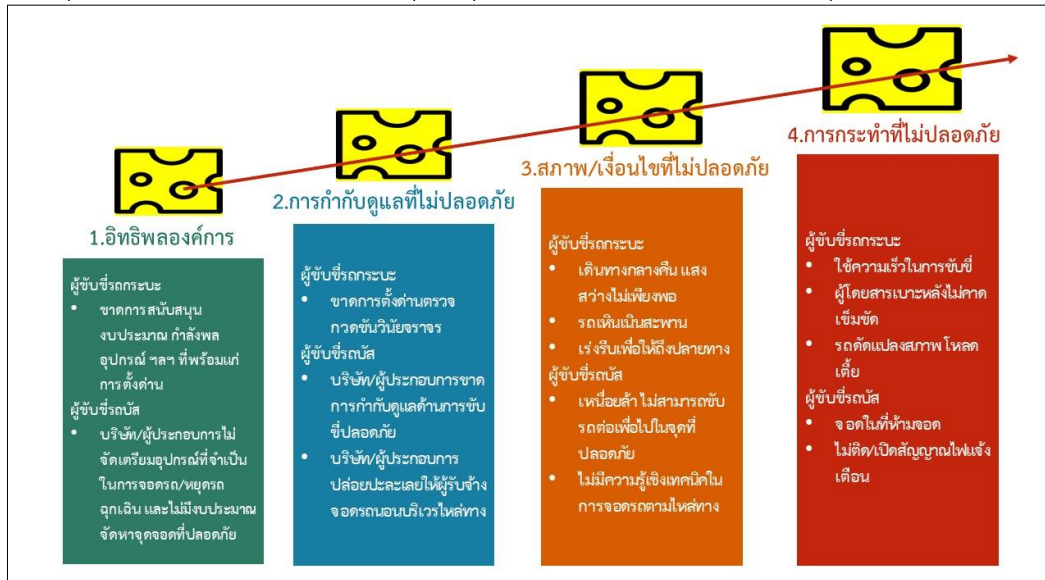 1.อิทธิพลองค์การ
ผู้ขับขี่รถกระบะ
• ขาดการสนับสนุน
งบประมาณ กำลังพล
อุปกรณ์ ฯลฯ ที่พร้อมแก่
การตั้งด่าน
ผู้ขับขี่รถบัส
• บริษัท/ผู้ประกอบการไม่
จัดเตรียมอุปกรณ์ที่จำเป็น
ในการจอดรถ/หยุดรถ
ฉุกเฉิน และไม่มีงบประมาณ
จัดหาจุดจอดที่ปลอดภัย
2.การกำกับดูแลที่ไม่ปลอดภัย
ผู้ขับขี่รถกระบะ
• ขาดการตั้งด่านตรวจ
กวดขันวินัยจราจร
ผู้ขับขี่รถบัส
• บริษัท/ผู้ประกอบการขาด
การกำกับดูแลด้านการขับ
ขี่ปลอดภัย
• บริษัท/ผู้ประกอบการ
ปล่อยปะละเลยให้ผู้รับจ้าง
จอดรถนอนบริเวรไหล่ทาง
3.สภาพ/เงื่อนไขที่ไม่ปลอดภัย
ผู้ขับขี่รถกระบะ
• เดินทางกลางคืน แสง
สว่างไม่เพียงพอ
• รถเหินเนินสะพาน
• เร่งรีบเพื่อให้ถึงปลายทาง
ผู้ขับขี่รถบัส
• เหนื่อยล้า ไม่สามารถขับ
รถต่อเพื่อไปในจุดที่
ปลอดภัย
• ไม่มีความรู้เชิงเทคนิคใน
การจอดรถตามไหล่ทาง
4.การกระทำที่ไม่ปลอดภัย
ผู้ขับขี่รถกระบะ
• ใช้ความเร็วในการขับขี่
• ผู้โดยสารเบาะหลังไม่คาด
เข็มขัด
• รถดัดแปลงสภาพ โหลด
เตี้ย
ผู้ขับขี่รถบัส
• จอดในที่ห้ามจอด
• ไม่ติด/เปิดสัญญาณไฟแจ้ง
เตือน